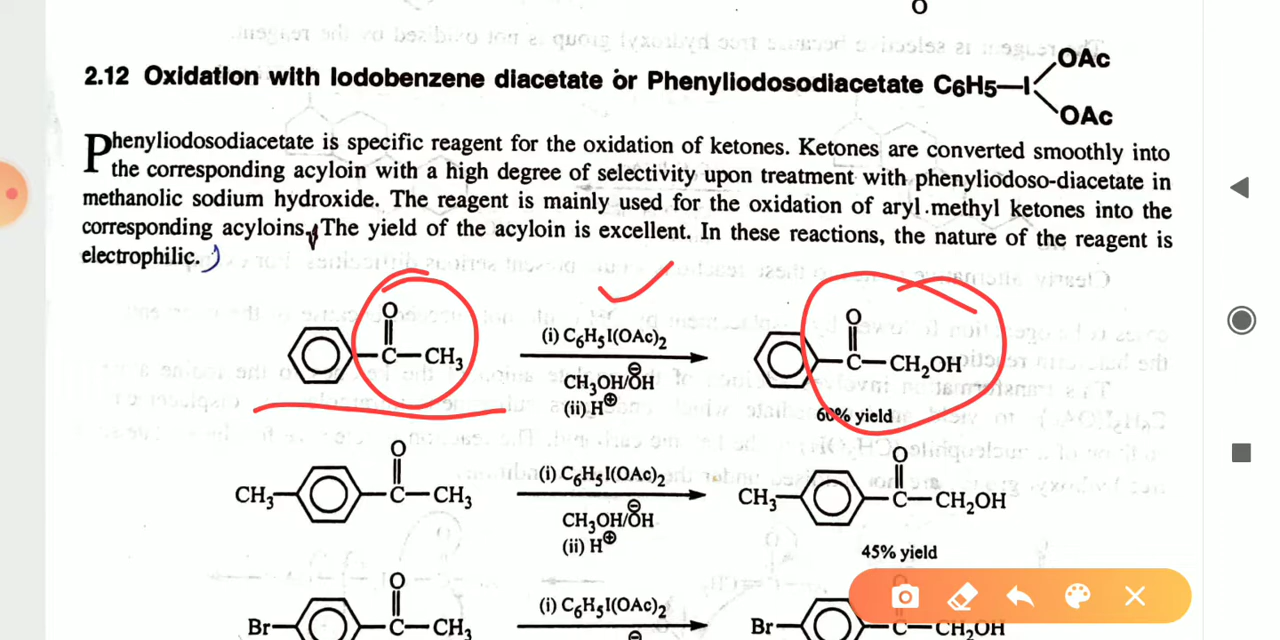 O
2.12 Oxidation with Iodobenzene diacetate or Phenyliodosodiacetate C6H5—I
OAc
OAc
Phenyliodosodiacetate is specific reagent for the oxidation of ketones. Ketones are converted smoothly into
the corresponding acyloin with a high degree of selectivity upon treatment with phenyliodoso-diacetate in
methanolic sodium hydroxide. The reagent is mainly used for the oxidation of aryl methyl ketones into the
corresponding acyloins. The yield of the acyloin is excellent. In these reactions, the nature of the reagent is
electrophilic.
O
C—CH₃
(i) C₆H₅I(OAc)₂
CH₃OH/O͞H
(ii) H⊕
O
C—CH₂OH
60% yield
O
CH₃
C—CH₃
(i) C₆H₅I(OAc)₂
CH₃OH/O͞H
(ii) H⊕
O
CH₃
C—CH₂OH
45% yield
O
Br
C—CH₃
(i) C₆H₅I(OAc)₂
Br
C—CH₂OH